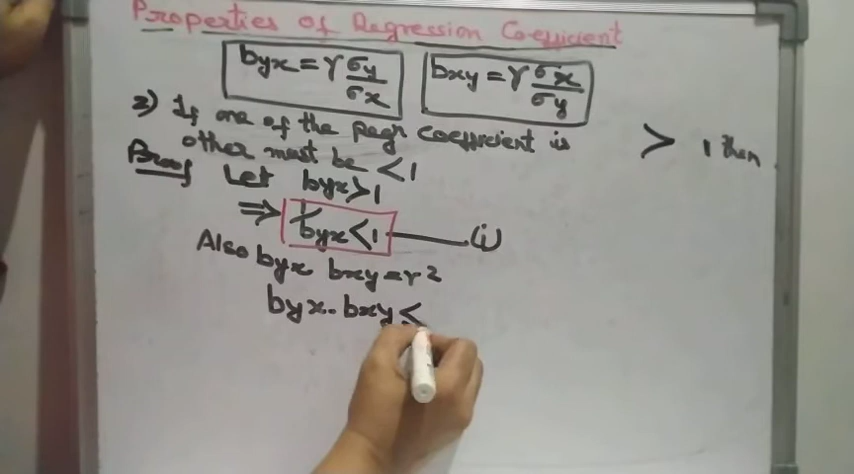 Properties of Regression Coefficient
byx = r σy/σx   bxy = r σx/σy
2) If one of the regn coefficient is > 1 then
other must be < 1
Proof Let byx > 1
⇒ 1/byx < 1 — (i)
Also byx bxy = r2
byx. bxy <